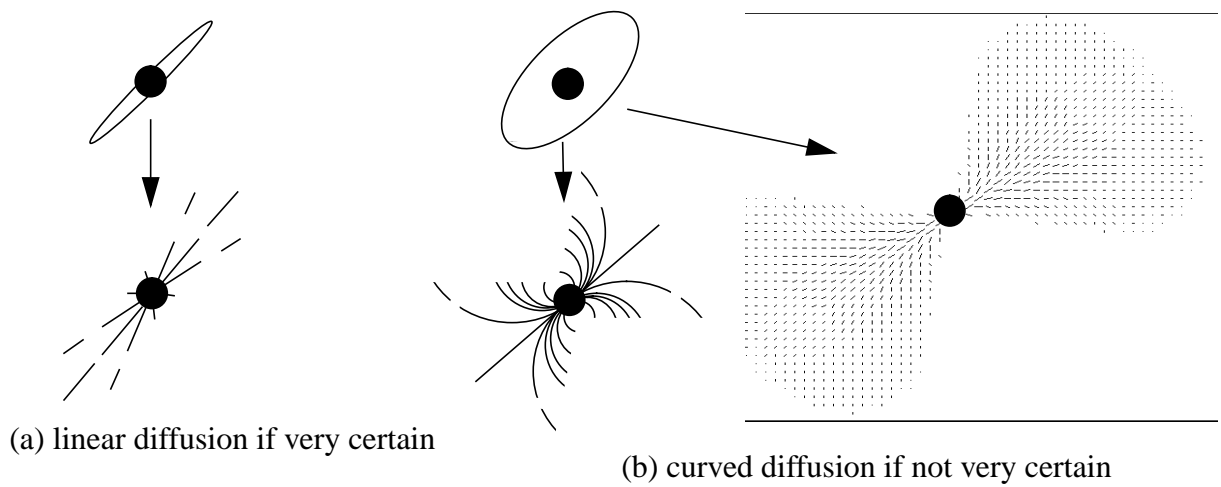 (a) linear diffusion if very certain
(b) curved diffusion if not very certain